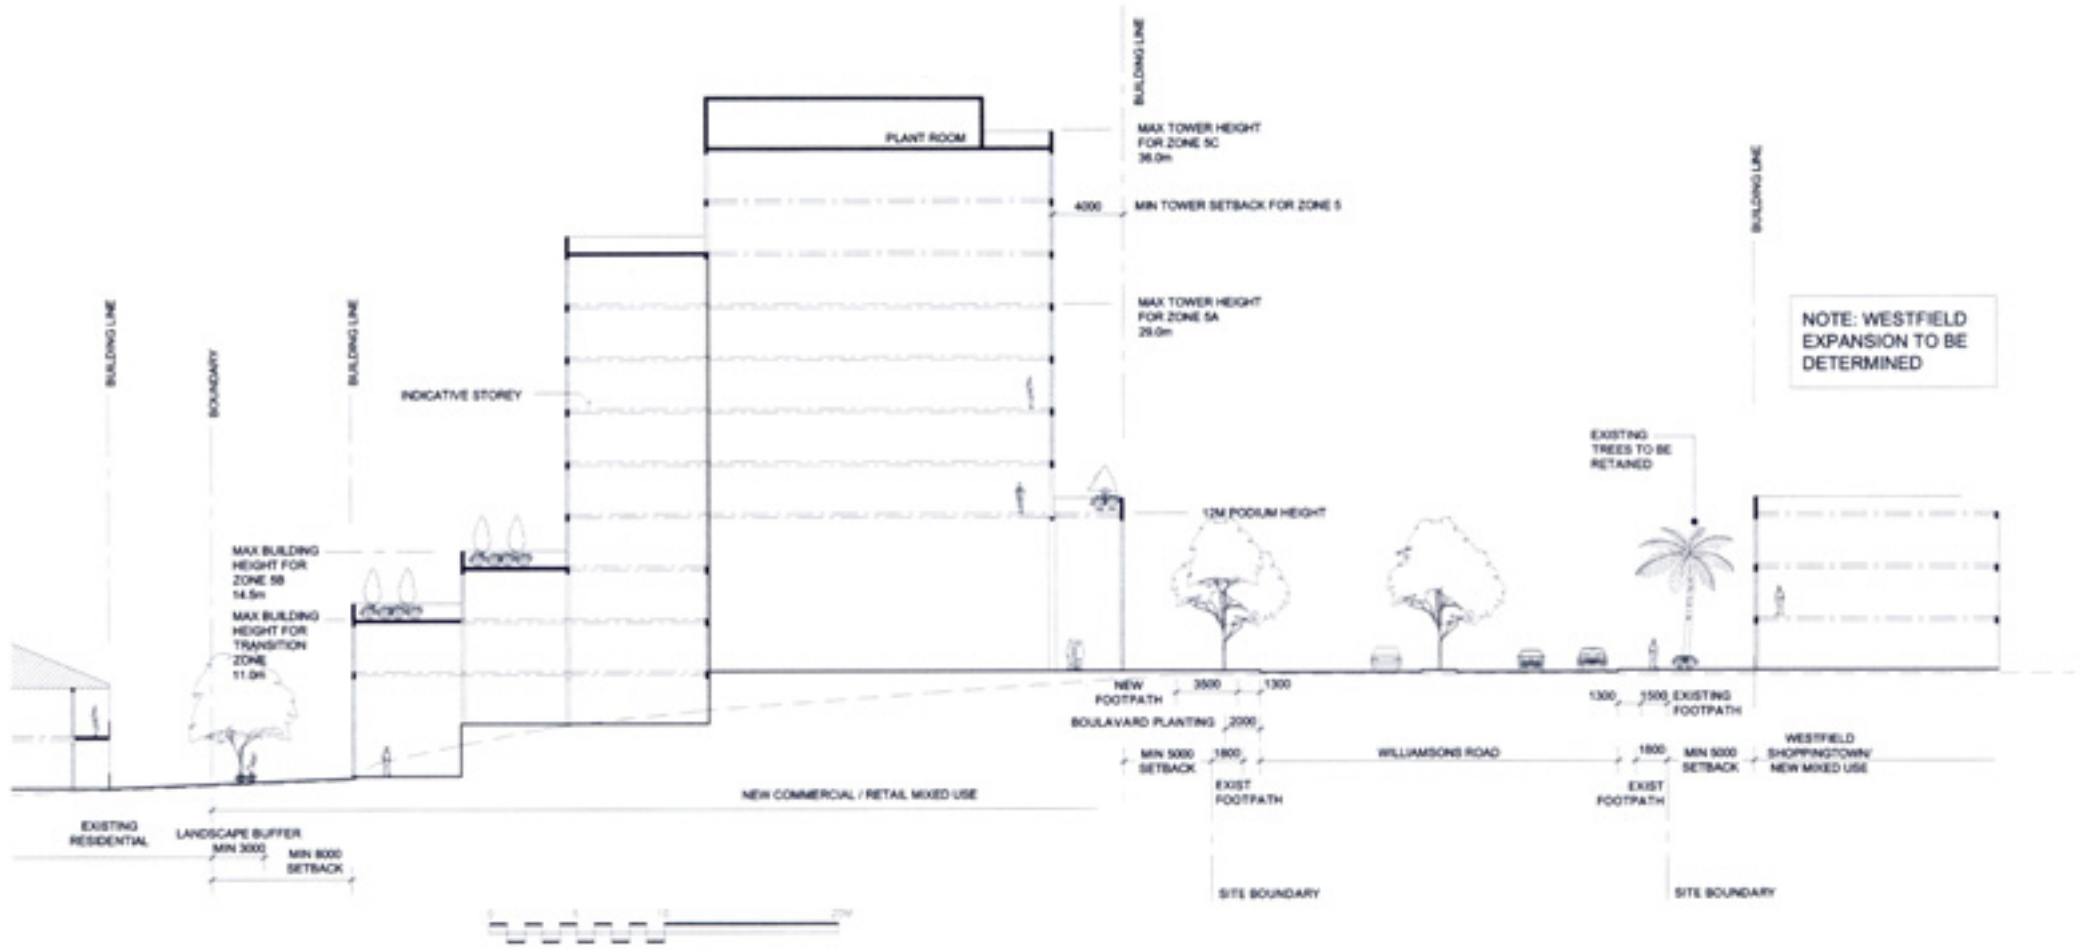 BUILDING LINE
PLANT ROOM
MAX TOWER HEIGHT
FOR ZONE 5C
36.0m
4000
MIN TOWER SETBACK FOR ZONE 5
BUILDING LINE
BUILDING LINE
BOUNDARY
BUILDING LINE
MAX TOWER HEIGHT
FOR ZONE 5A
29.0m
NOTE: WESTFIELD
EXPANSION TO BE
DETERMINED
INDICATIVE STOREY
EXISTING
TREES TO BE
RETAINED
12M PODIUM HEIGHT
MAX BUILDING
HEIGHT FOR
ZONE 5B
14.5m
MAX BUILDING
HEIGHT FOR
TRANSITION
ZONE
11.0m
NEW
FOOTPATH
3500
1300
BOULAVARD PLANTING
2000
1300
1500
EXISTING
FOOTPATH
MIN 5000
SETBACK
1800
WILLIAMSONS ROAD
1800
MIN 5000
SETBACK
WESTFIELD
SHOPPINGTOWN/
NEW MIXED USE
EXIST
FOOTPATH
EXIST
FOOTPATH
NEW COMMERCIAL / RETAIL MIXED USE
EXISTING
RESIDENTIAL
LANDSCAPE BUFFER
MIN 3000
MIN 8000
SETBACK
SITE BOUNDARY
SITE BOUNDARY
0 5 10 20M